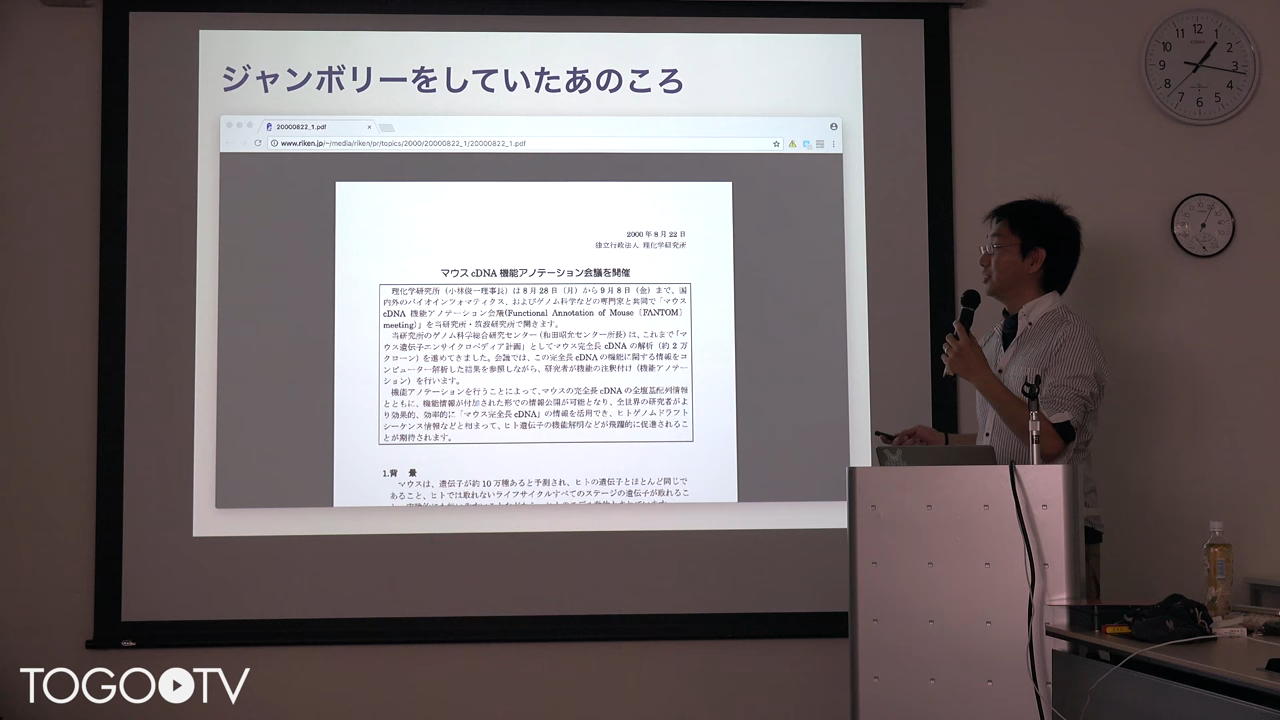 ジャンボリーをしていたあのころ
20000822_1.pdf
www.riken.jp/~/media/riken/pr/topics/2000/20000822_1/20000822_1.pdf
2000年8月22日
独立行政法人 理化学研究所
マウス cDNA 機能アノテーション会議を開催
理化学研究所（小林俊一理事長）は8月28日（月）から9月8日（金）まで、国
内外のバイオインフォマティクス、およびゲノム科学などの専門家と共同で「マウス
cDNA 機能アノテーション会議(Functional Annotation of Mouse〔FANTOM〕
meeting)」を当研究所・筑波研究所で開きます。
当研究所のゲノム科学総合研究センター（和田昭允センター所長）は、これまで「マ
ウス遺伝子エンサイクロペディア計画」としてマウス完全長 cDNA の解析（約2万
クローン）を進めてきました。会議では、この完全長 cDNA の機能に関する情報をコ
ンピューター解析した結果を参照しながら、研究者が機能の注釈付け（機能アノテー
ション）を行います。
機能アノテーションを行うことによって、マウスの完全長 cDNA の全塩基配列情報
とともに、機能情報が付加された形での情報公開が可能となり、全世界の研究者がよ
り効果的、効率的に「マウス完全長 cDNA」の情報を活用でき、ヒトゲノムドラフト
シーケンス情報などと相まって、ヒト遺伝子の機能解明などが飛躍的に促進されるこ
とが期待されます。
1.背 景
マウスは、遺伝子が約10万種あると予測され、ヒトの遺伝子とほとんど同じで
あること、ヒトでは取れないライフサイクルすべてのステージの遺伝子が取れるこ
12
1
2
3
4
5
6
7
8
9
10
11
TOGOTV